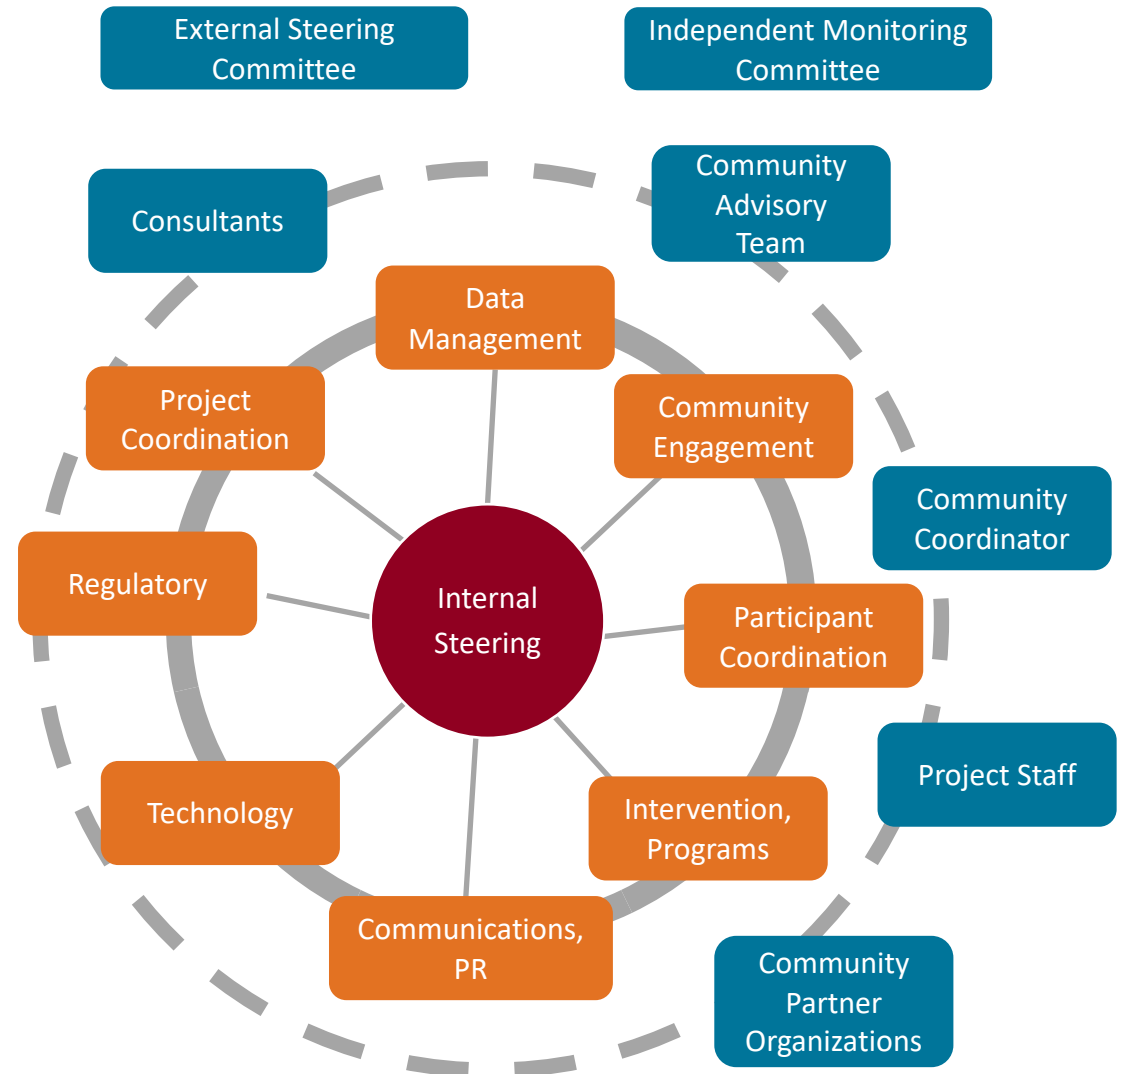 External Steering
Committee
Independent Monitoring
Committee
Consultants
Community
Advisory
Team
Data
Management
Project
Coordination
Community
Engagement
Community
Coordinator
Regulatory
Internal
Steering
Participant
Coordination
Project Staff
Technology
Intervention,
Programs
Communications,
PR
Community
Partner
Organizations